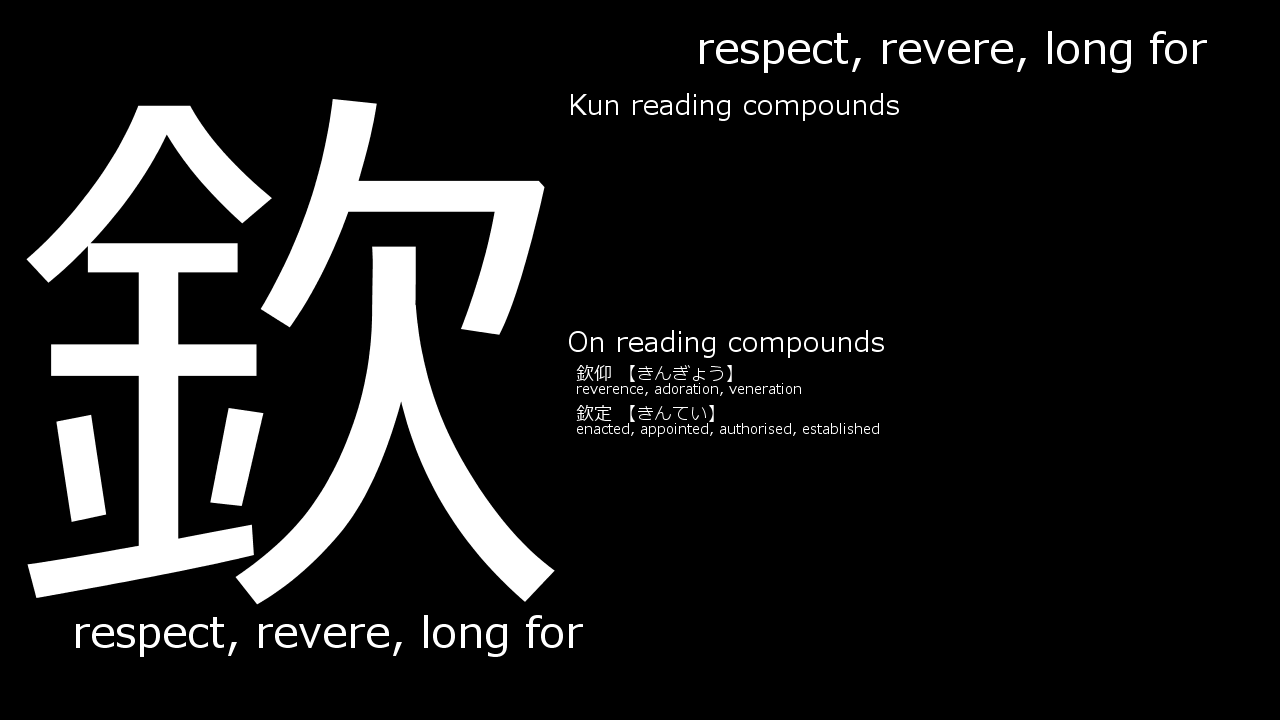 respect, revere, long for
欽
Kun reading compounds
On reading compounds
欽仰 【きんぎょう】
reverence, adoration, veneration
欽定 【きんてい】
enacted, appointed, authorised, established
respect, revere, long for